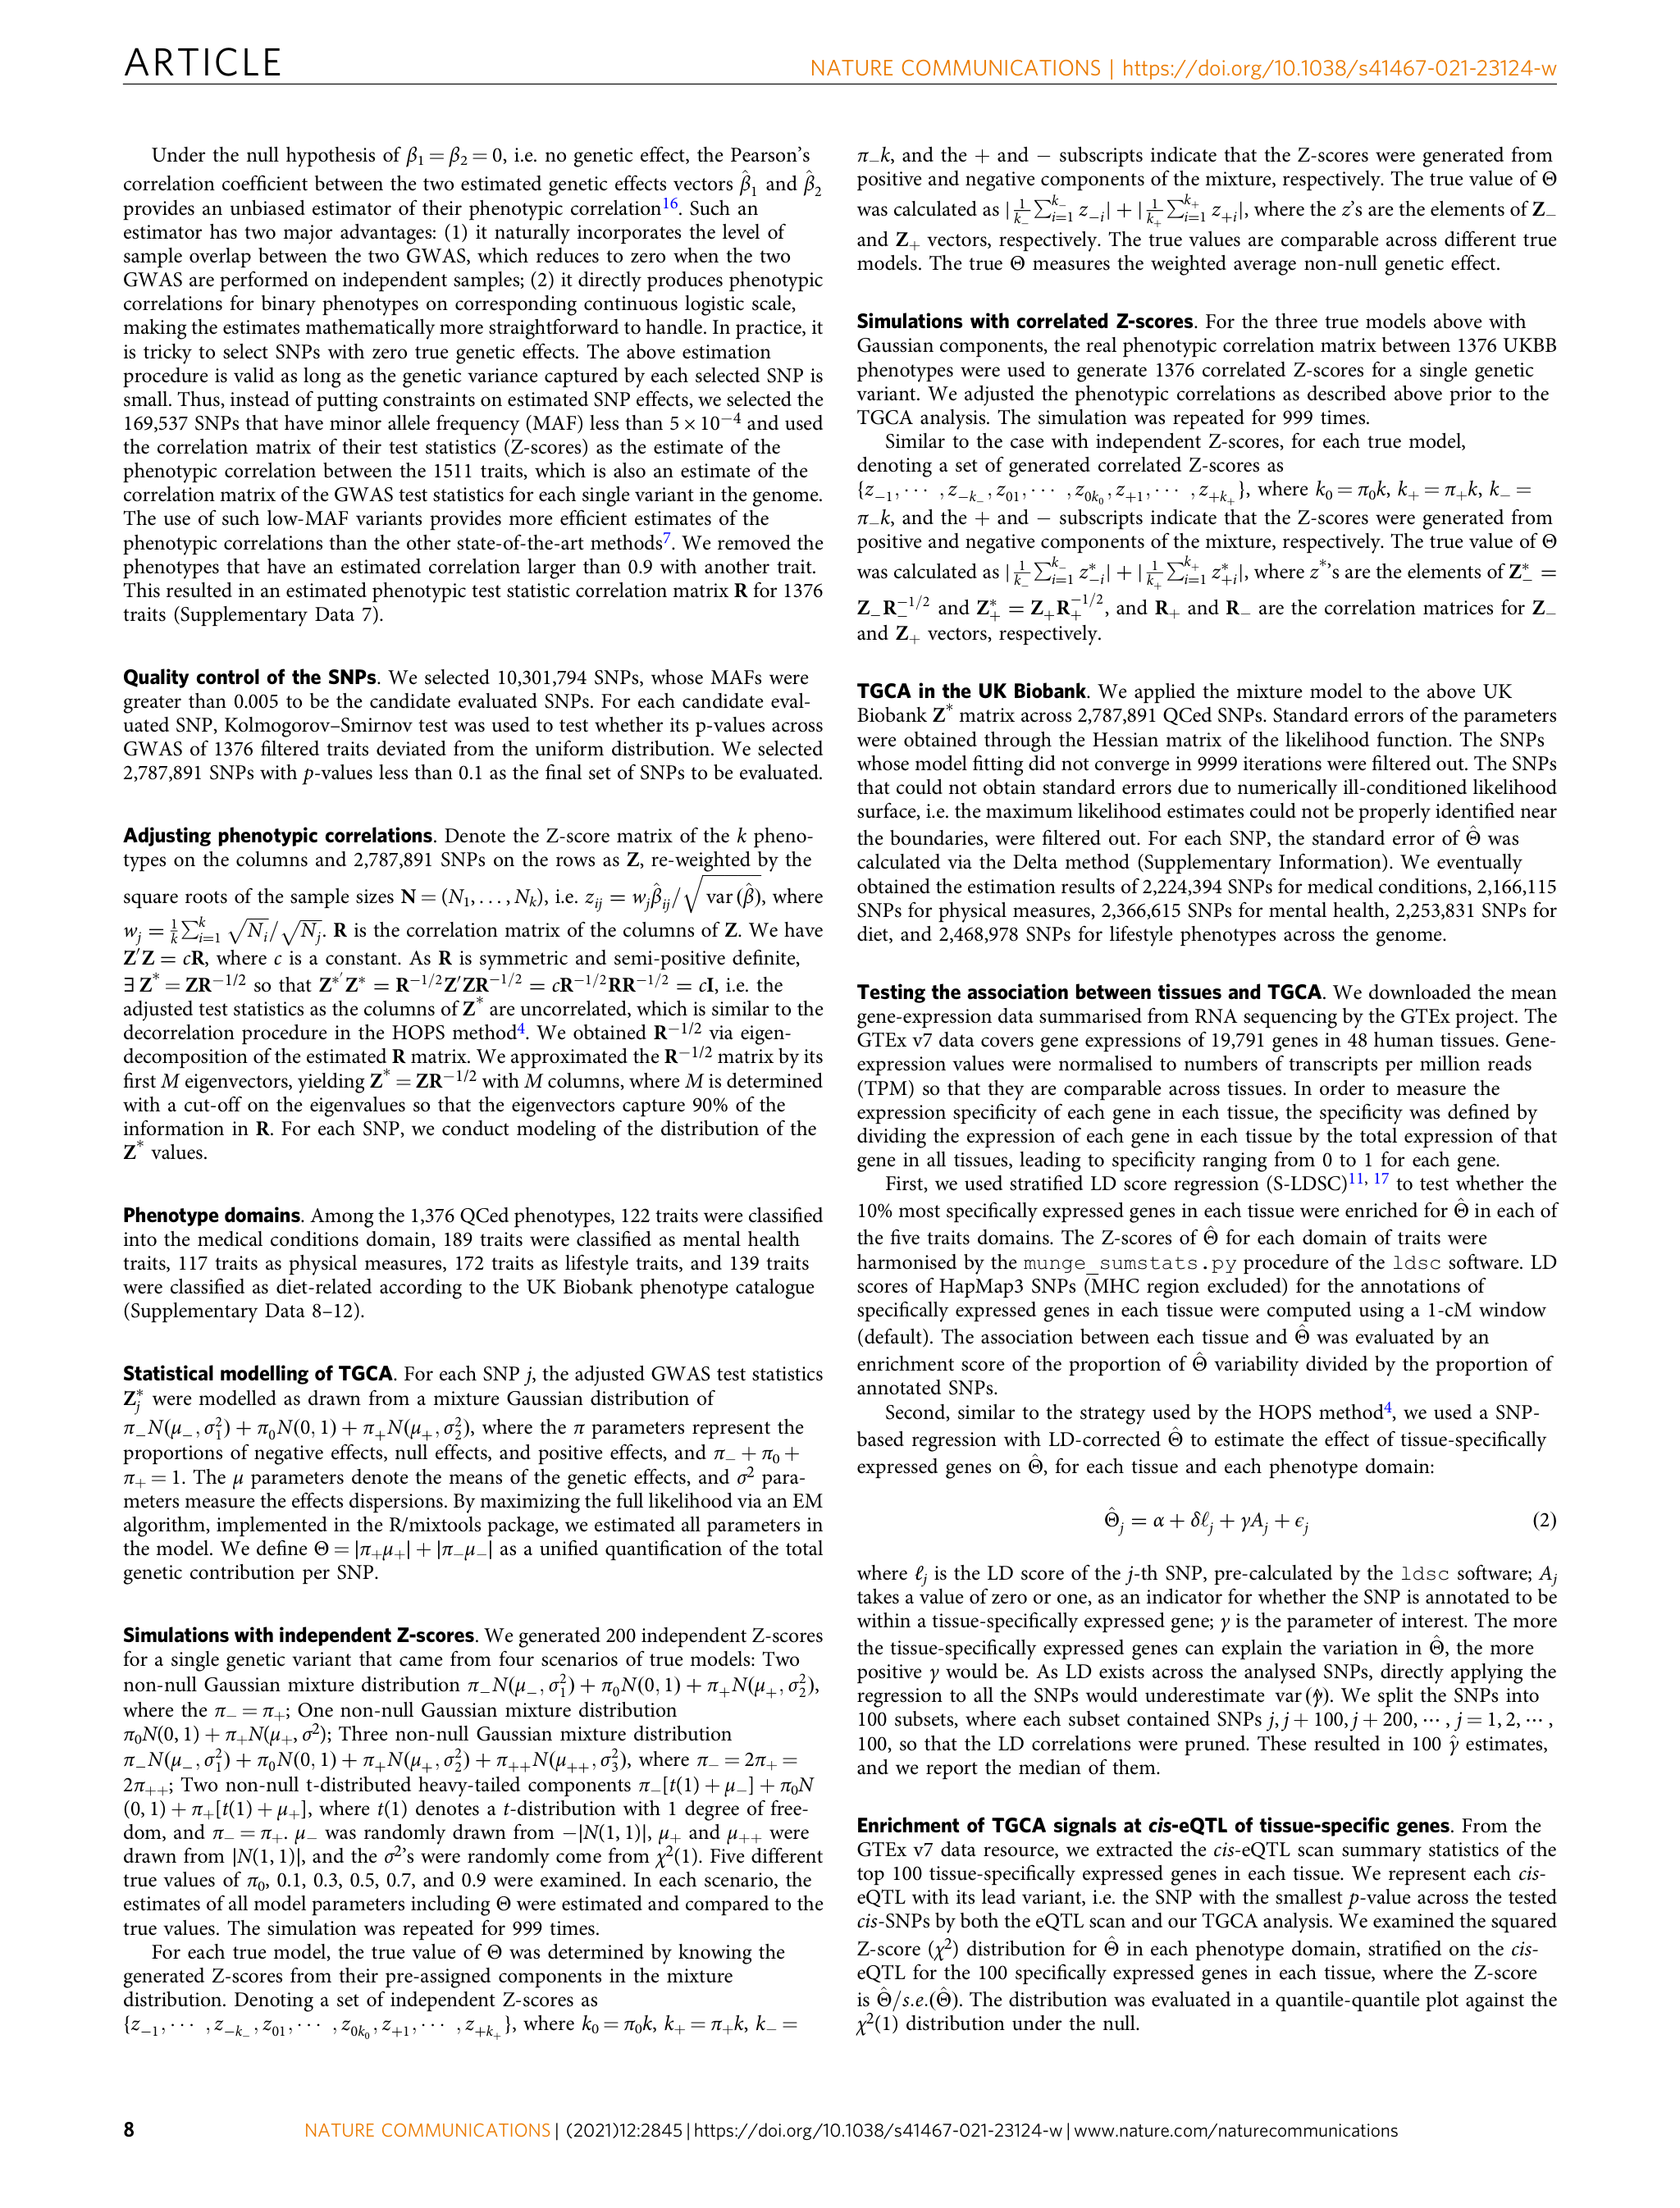 ARTICLE
NATURE COMMUNICATIONS | https://doi.org/10.1038/s41467-021-23124-w
Under the null hypothesis of β₁ = β₂ = 0, i.e. no genetic effect, the Pearson's
correlation coefficient between the two estimated genetic effects vectors β̂₁ and β̂₂
provides an unbiased estimator of their phenotypic correlation¹⁶. Such an
estimator has two major advantages: (1) it naturally incorporates the level of
sample overlap between the two GWAS, which reduces to zero when the two
GWAS are performed on independent samples; (2) it directly produces phenotypic
correlations for binary phenotypes on corresponding continuous logistic scale,
making the estimates mathematically more straightforward to handle. In practice, it
is tricky to select SNPs with zero true genetic effects. The above estimation
procedure is valid as long as the genetic variance captured by each selected SNP is
small. Thus, instead of putting constraints on estimated SNP effects, we selected the
169,537 SNPs that have minor allele frequency (MAF) less than 5 × 10⁻⁴ and used
the correlation matrix of their test statistics (Z-scores) as the estimate of the
phenotypic correlation between the 1511 traits, which is also an estimate of the
correlation matrix of the GWAS test statistics for each single variant in the genome.
The use of such low-MAF variants provides more efficient estimates of the
phenotypic correlations than the other state-of-the-art methods⁷. We removed the
phenotypes that have an estimated correlation larger than 0.9 with another trait.
This resulted in an estimated phenotypic test statistic correlation matrix R for 1376
traits (Supplementary Data 7).
Quality control of the SNPs. We selected 10,301,794 SNPs, whose MAFs were
greater than 0.005 to be the candidate evaluated SNPs. For each candidate eval-
uated SNP, Kolmogorov–Smirnov test was used to test whether its p-values across
GWAS of 1376 filtered traits deviated from the uniform distribution. We selected
2,787,891 SNPs with p-values less than 0.1 as the final set of SNPs to be evaluated.
Adjusting phenotypic correlations. Denote the Z-score matrix of the k pheno-
types on the columns and 2,787,891 SNPs on the rows as Z, re-weighted by the
square roots of the sample sizes N = (N₁, . . . , Nₖ), i.e. z_ij = w_j β̂_ij / √var (β̂), where
w_j = 1/k ∑_{i=1}^{k} √N_i / √N_j. R is the correlation matrix of the columns of Z. We have
Z′Z = cR, where c is a constant. As R is symmetric and semi-positive definite,
∃ Z* = ZR^{−1/2} so that Z*′Z* = R^{−1/2}Z′ZR^{−1/2} = cR^{−1/2}RR^{−1/2} = cI, i.e. the
adjusted test statistics as the columns of Z* are uncorrelated, which is similar to the
decorrelation procedure in the HOPS method⁴. We obtained R^{−1/2} via eigen-
decomposition of the estimated R matrix. We approximated the R^{−1/2} matrix by its
first M eigenvectors, yielding Z* = ZR^{−1/2} with M columns, where M is determined
with a cut-off on the eigenvalues so that the eigenvectors capture 90% of the
information in R. For each SNP, we conduct modeling of the distribution of the
Z* values.
Phenotype domains. Among the 1,376 QCed phenotypes, 122 traits were classified
into the medical conditions domain, 189 traits were classified as mental health
traits, 117 traits as physical measures, 172 traits as lifestyle traits, and 139 traits
were classified as diet-related according to the UK Biobank phenotype catalogue
(Supplementary Data 8–12).
Statistical modelling of TGCA. For each SNP j, the adjusted GWAS test statistics
Z*_j were modelled as drawn from a mixture Gaussian distribution of
π₋N(μ₋, σ₁²) + π₀N(0, 1) + π₊N(μ₊, σ₂²), where the π parameters represent the
proportions of negative effects, null effects, and positive effects, and π₋ + π₀ +
π₊ = 1. The μ parameters denote the means of the genetic effects, and σ² para-
meters measure the effects dispersions. By maximizing the full likelihood via an EM
algorithm, implemented in the R/mixtools package, we estimated all parameters in
the model. We define Θ = |π₊μ₊| + |π₋μ₋| as a unified quantification of the total
genetic contribution per SNP.
Simulations with independent Z-scores. We generated 200 independent Z-scores
for a single genetic variant that came from four scenarios of true models: Two
non-null Gaussian mixture distribution π₋N(μ₋, σ₁²) + π₀N(0, 1) + π₊N(μ₊, σ₂²),
where the π₋ = π₊; One non-null Gaussian mixture distribution
π₀N(0, 1) + π₊N(μ₊, σ²); Three non-null Gaussian mixture distribution
π₋N(μ₋, σ₁²) + π₀N(0, 1) + π₊N(μ₊, σ₂²) + π₊₊N(μ₊₊, σ₃²), where π₋ = 2π₊ =
2π₊₊; Two non-null t-distributed heavy-tailed components π₋[t(1) + μ₋] + π₀N
(0, 1) + π₊[t(1) + μ₊], where t(1) denotes a t-distribution with 1 degree of free-
dom, and π₋ = π₊. μ₋ was randomly drawn from −|N(1, 1)|, μ₊ and μ₊₊ were
drawn from |N(1, 1)|, and the σ²'s were randomly come from χ²(1). Five different
true values of π₀, 0.1, 0.3, 0.5, 0.7, and 0.9 were examined. In each scenario, the
estimates of all model parameters including Θ were estimated and compared to the
true values. The simulation was repeated for 999 times.
For each true model, the true value of Θ was determined by knowing the
generated Z-scores from their pre-assigned components in the mixture
distribution. Denoting a set of independent Z-scores as
{z₋₁, ⋯ , z_{−k₋}, z₀₁, ⋯ , z_{0k₀}, z₊₁, ⋯ , z_{+k₊}}, where k₀ = π₀k, k₊ = π₊k, k₋ =
π₋k, and the + and − subscripts indicate that the Z-scores were generated from
positive and negative components of the mixture, respectively. The true value of Θ
was calculated as |1/k₋ ∑_{i=1}^{k₋} z_{−i}| + |1/k₊ ∑_{i=1}^{k₊} z_{+i}|, where the z's are the elements of Z₋
and Z₊ vectors, respectively. The true values are comparable across different true
models. The true Θ measures the weighted average non-null genetic effect.
Simulations with correlated Z-scores. For the three true models above with
Gaussian components, the real phenotypic correlation matrix between 1376 UKBB
phenotypes were used to generate 1376 correlated Z-scores for a single genetic
variant. We adjusted the phenotypic correlations as described above prior to the
TGCA analysis. The simulation was repeated for 999 times.
Similar to the case with independent Z-scores, for each true model,
denoting a set of generated correlated Z-scores as
{z₋₁, ⋯ , z_{−k₋}, z₀₁, ⋯ , z_{0k₀}, z₊₁, ⋯ , z_{+k₊}}, where k₀ = π₀k, k₊ = π₊k, k₋ =
π₋k, and the + and − subscripts indicate that the Z-scores were generated from
positive and negative components of the mixture, respectively. The true value of Θ
was calculated as |1/k₋ ∑_{i=1}^{k₋} z*_{−i}| + |1/k₊ ∑_{i=1}^{k₊} z*_{+i}|, where z*'s are the elements of Z*₋ =
Z₋R₋^{−1/2} and Z*₊ = Z₊R₊^{−1/2}, and R₊ and R₋ are the correlation matrices for Z₋
and Z₊ vectors, respectively.
TGCA in the UK Biobank. We applied the mixture model to the above UK
Biobank Z* matrix across 2,787,891 QCed SNPs. Standard errors of the parameters
were obtained through the Hessian matrix of the likelihood function. The SNPs
whose model fitting did not converge in 9999 iterations were filtered out. The SNPs
that could not obtain standard errors due to numerically ill-conditioned likelihood
surface, i.e. the maximum likelihood estimates could not be properly identified near
the boundaries, were filtered out. For each SNP, the standard error of Θ̂ was
calculated via the Delta method (Supplementary Information). We eventually
obtained the estimation results of 2,224,394 SNPs for medical conditions, 2,166,115
SNPs for physical measures, 2,366,615 SNPs for mental health, 2,253,831 SNPs for
diet, and 2,468,978 SNPs for lifestyle phenotypes across the genome.
Testing the association between tissues and TGCA. We downloaded the mean
gene-expression data summarised from RNA sequencing by the GTEx project. The
GTEx v7 data covers gene expressions of 19,791 genes in 48 human tissues. Gene-
expression values were normalised to numbers of transcripts per million reads
(TPM) so that they are comparable across tissues. In order to measure the
expression specificity of each gene in each tissue, the specificity was defined by
dividing the expression of each gene in each tissue by the total expression of that
gene in all tissues, leading to specificity ranging from 0 to 1 for each gene.
First, we used stratified LD score regression (S-LDSC)¹¹, ¹⁷ to test whether the
10% most specifically expressed genes in each tissue were enriched for Θ̂ in each of
the five traits domains. The Z-scores of Θ̂ for each domain of traits were
harmonised by the munge_sumstats.py procedure of the ldsc software. LD
scores of HapMap3 SNPs (MHC region excluded) for the annotations of
specifically expressed genes in each tissue were computed using a 1-cM window
(default). The association between each tissue and Θ̂ was evaluated by an
enrichment score of the proportion of Θ̂ variability divided by the proportion of
annotated SNPs.
Second, similar to the strategy used by the HOPS method⁴, we used a SNP-
based regression with LD-corrected Θ̂ to estimate the effect of tissue-specifically
expressed genes on Θ̂, for each tissue and each phenotype domain:
Θ̂_j = α + δℓ_j + γA_j + ϵ_j (2)
where ℓ_j is the LD score of the j-th SNP, pre-calculated by the ldsc software; A_j
takes a value of zero or one, as an indicator for whether the SNP is annotated to be
within a tissue-specifically expressed gene; γ is the parameter of interest. The more
the tissue-specifically expressed genes can explain the variation in Θ̂, the more
positive γ would be. As LD exists across the analysed SNPs, directly applying the
regression to all the SNPs would underestimate var (γ̂). We split the SNPs into
100 subsets, where each subset contained SNPs j, j + 100, j + 200, ⋯ , j = 1, 2, ⋯ ,
100, so that the LD correlations were pruned. These resulted in 100 γ̂ estimates,
and we report the median of them.
Enrichment of TGCA signals at cis-eQTL of tissue-specific genes. From the
GTEx v7 data resource, we extracted the cis-eQTL scan summary statistics of the
top 100 tissue-specifically expressed genes in each tissue. We represent each cis-
eQTL with its lead variant, i.e. the SNP with the smallest p-value across the tested
cis-SNPs by both the eQTL scan and our TGCA analysis. We examined the squared
Z-score (χ²) distribution for Θ̂ in each phenotype domain, stratified on the cis-
eQTL for the 100 specifically expressed genes in each tissue, where the Z-score
is Θ̂/s.e.(Θ̂). The distribution was evaluated in a quantile-quantile plot against the
χ²(1) distribution under the null.
8
NATURE COMMUNICATIONS | (2021)12:2845 | https://doi.org/10.1038/s41467-021-23124-w | www.nature.com/naturecommunications